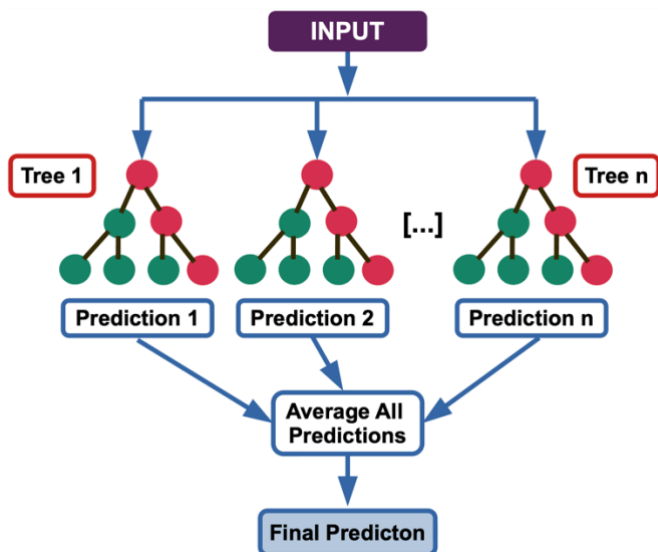 INPUT
Tree 1
Tree n
[...]
Prediction 1
Prediction 2
Prediction n
Average All
Predictions
Final Predicton